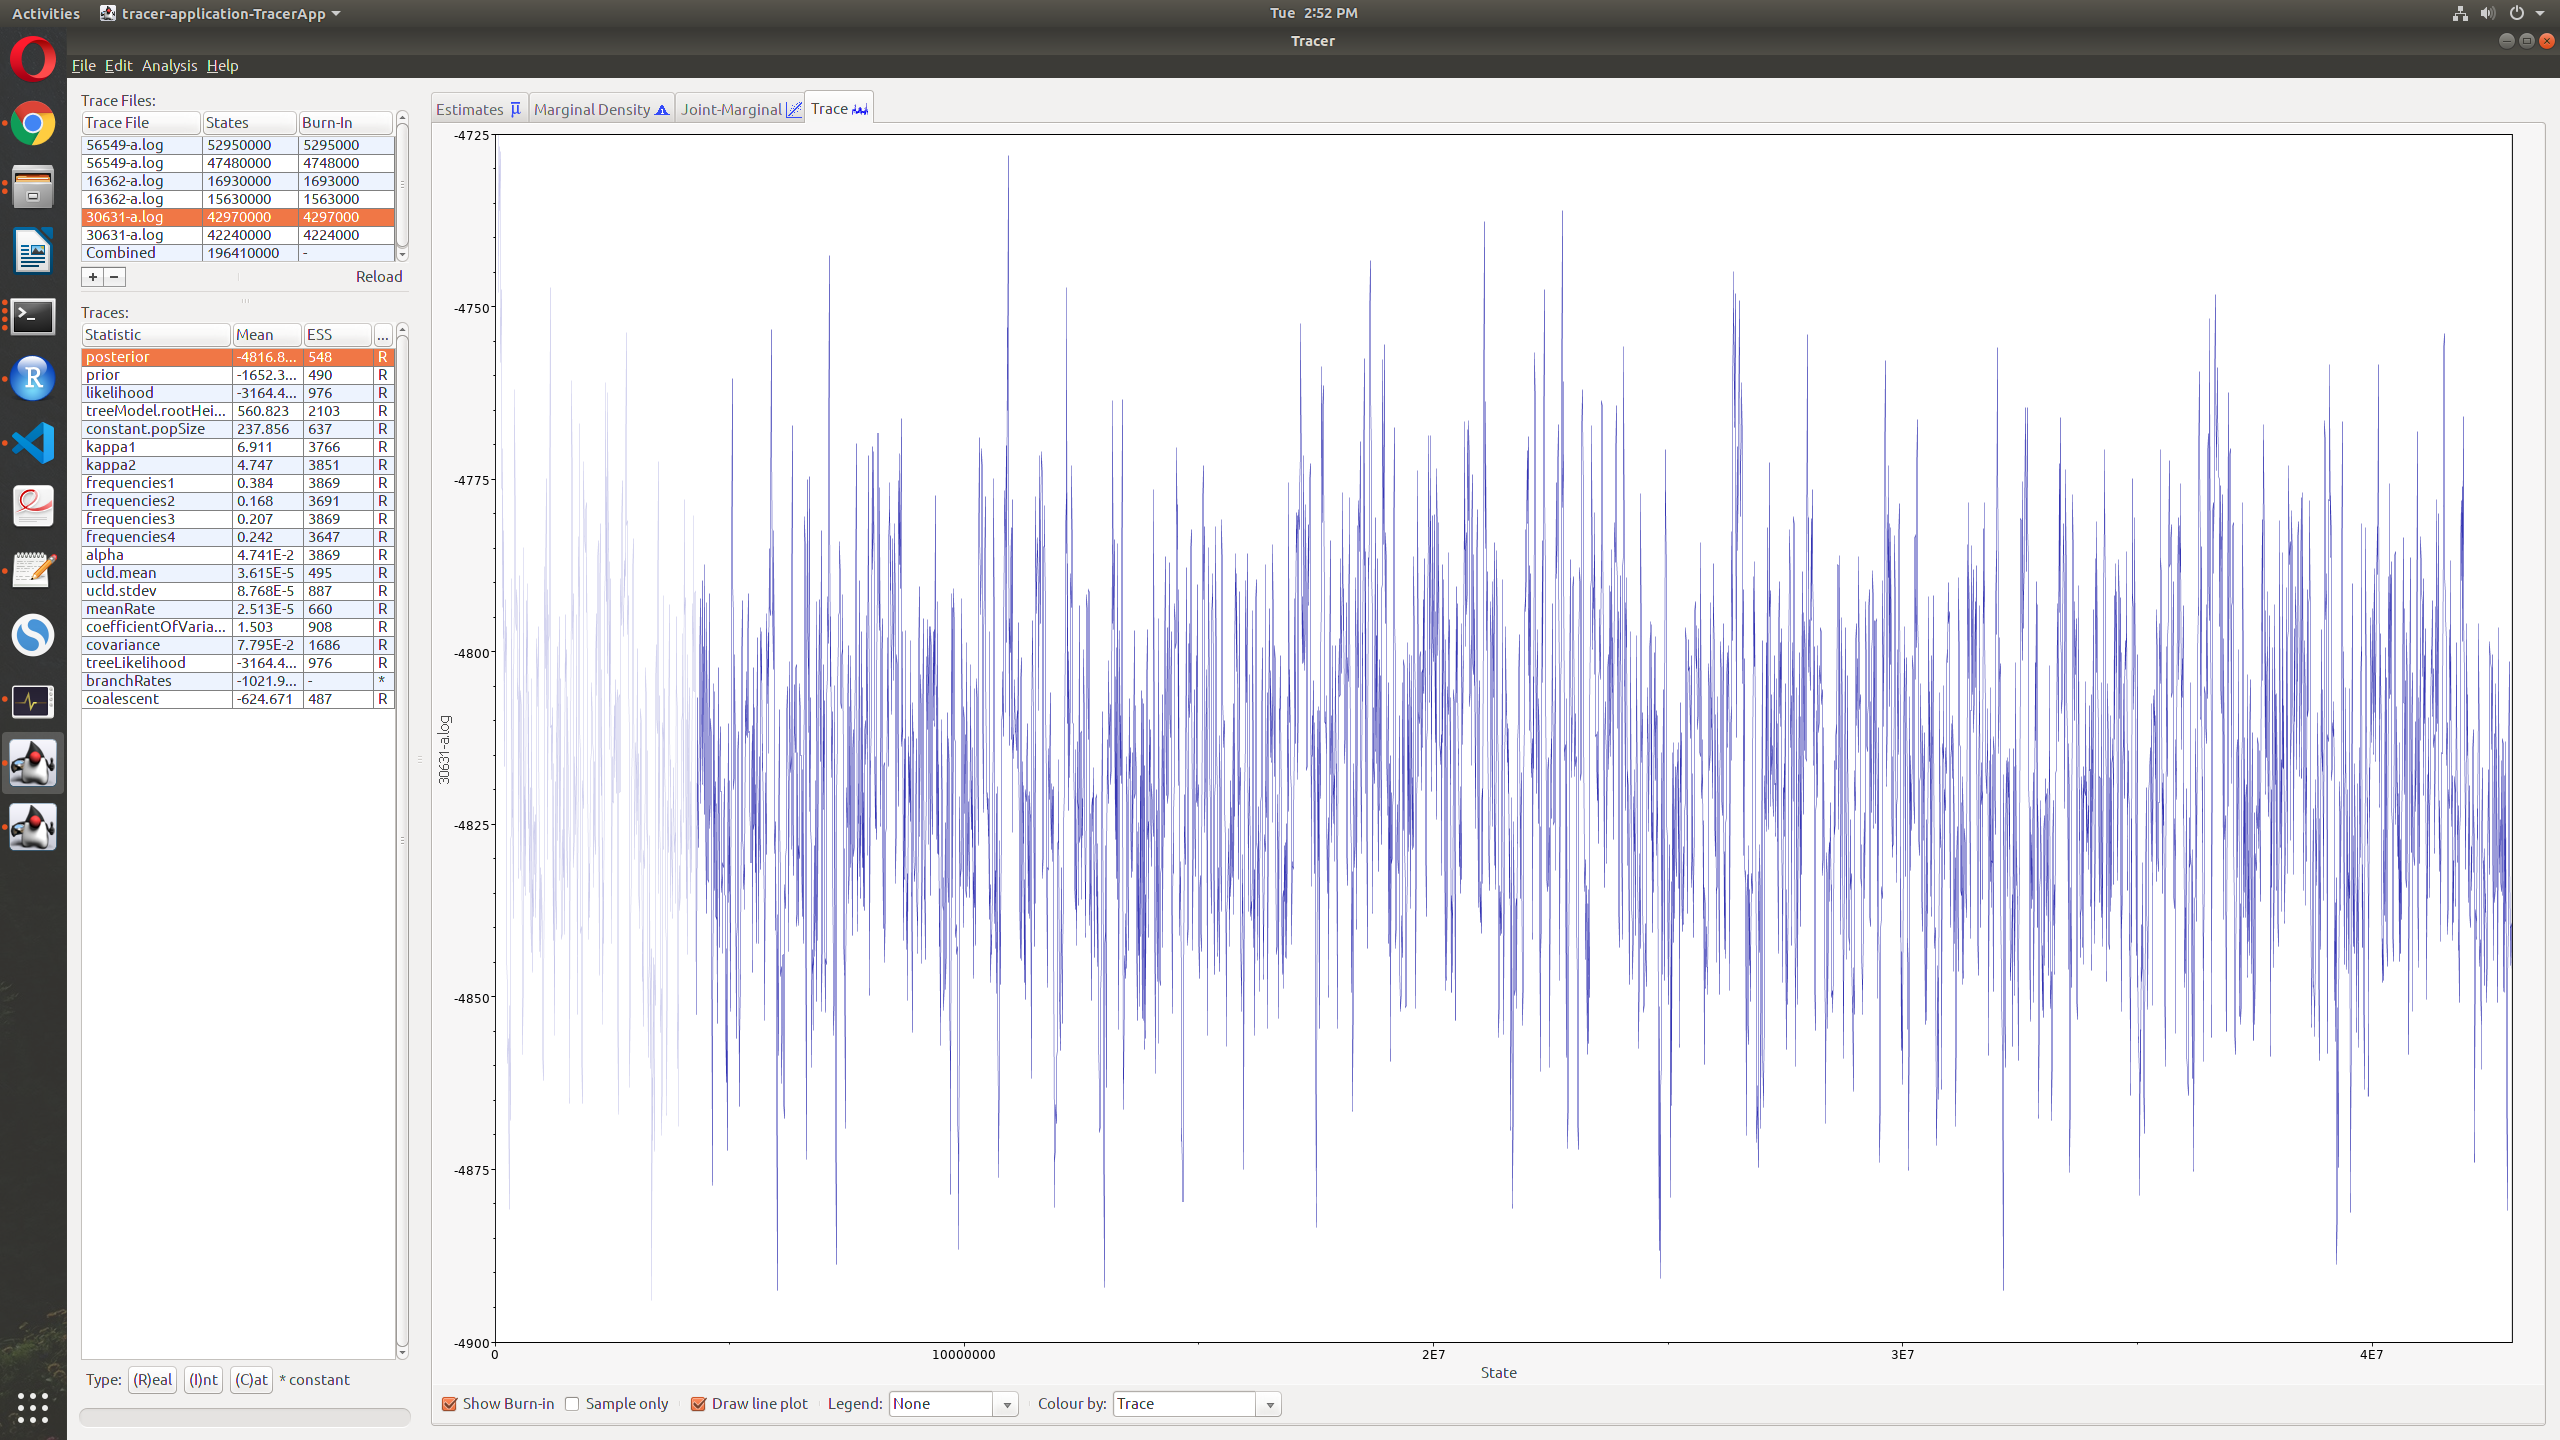 Activities tracer-application-TracerApp Tue 2:52 PM
Tracer
File Edit Analysis Help
Trace Files:
Trace File States Burn-In
56549-a.log 52950000 5295000
56549-a.log 47480000 4748000
16362-a.log 16930000 1693000
16362-a.log 15630000 1563000
30631-a.log 42970000 4297000
30631-a.log 42240000 4224000
Combined 196410000 -
+ - Reload
Traces:
Statistic Mean ESS ...
posterior -4816.8... 548 R
prior -1652.3... 490 R
likelihood -3164.4... 976 R
treeModel.rootHei... 560.823 2103 R
constant.popSize 237.856 637 R
kappa1 6.911 3766 R
kappa2 4.747 3851 R
frequencies1 0.384 3869 R
frequencies2 0.168 3691 R
frequencies3 0.207 3869 R
frequencies4 0.242 3647 R
alpha 4.741E-2 3869 R
ucld.mean 3.615E-5 495 R
ucld.stdev 8.768E-5 887 R
meanRate 2.513E-5 660 R
coefficientOfVaria... 1.503 908 R
covariance 7.795E-2 1686 R
treeLikelihood -3164.4... 976 R
branchRates -1021.9... - *
coalescent -624.671 487 R
Type: (R)eal (I)nt (C)at * constant
Estimates μ Marginal Density Joint-Marginal Trace
-4725
-4750
-4775
-4800
-4825
-4850
-4875
-4900
30631-a.log
0 10000000 2E7 3E7 4E7
State
Show Burn-in Sample only Draw line plot Legend: None Colour by: Trace